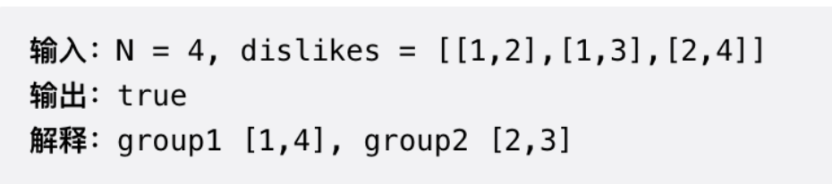 输入：N = 4, dislikes = [[1,2],[1,3],[2,4]]
输出：true
解释：group1 [1,4], group2 [2,3]